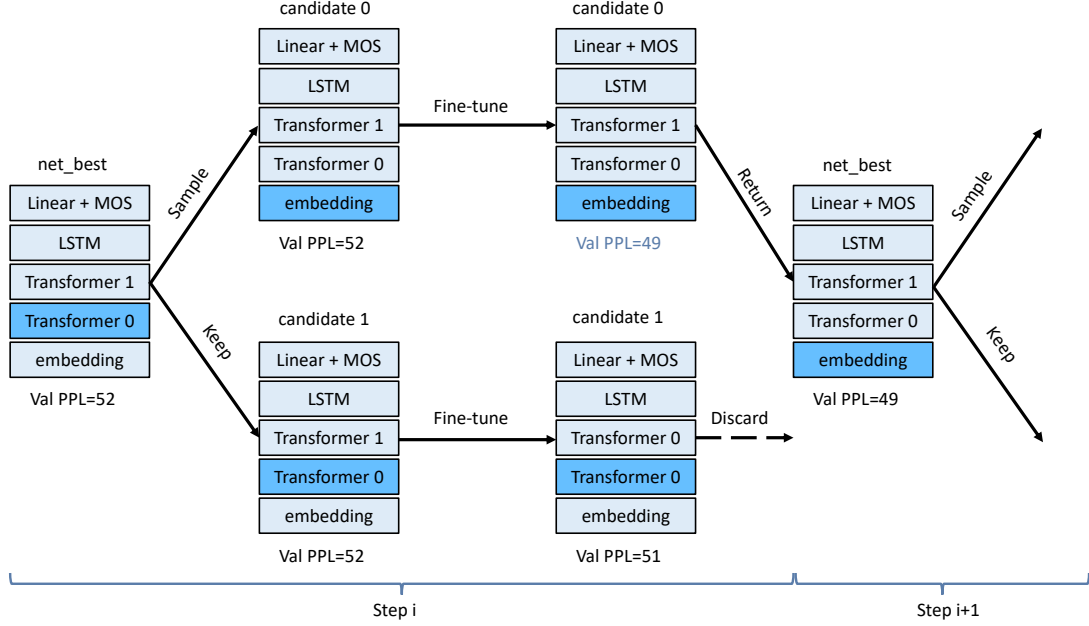 candidate 0
Linear + MOS
LSTM
Transformer 1
Transformer 0
embedding
Val PPL=52
Fine-tune
candidate 0
Linear + MOS
LSTM
Transformer 1
Transformer 0
embedding
Val PPL=49
net_best
Linear + MOS
LSTM
Transformer 1
Transformer 0
embedding
Val PPL=52
Sample
Keep
Return
net_best
Linear + MOS
LSTM
Transformer 1
Transformer 0
embedding
Val PPL=49
Sample
Keep
candidate 1
Linear + MOS
LSTM
Transformer 1
Transformer 0
embedding
Val PPL=52
Fine-tune
candidate 1
Linear + MOS
LSTM
Transformer 0
Transformer 0
embedding
Val PPL=51
Discard
Step i
Step i+1